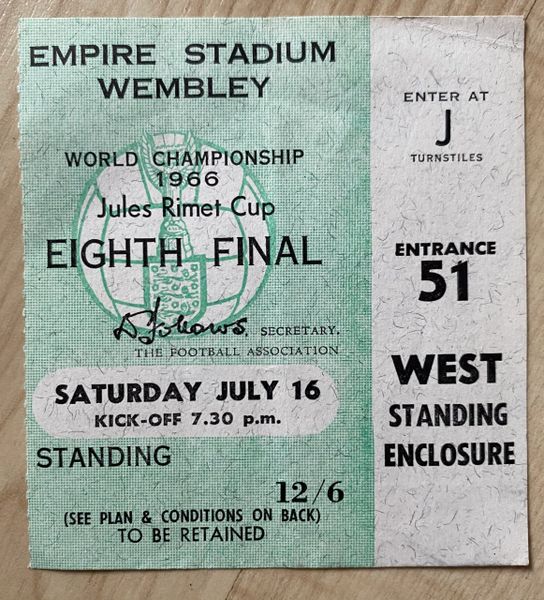 EMPIRE STADIUM
WEMBLEY
WORLD CHAMPIONSHIP
1966
Jules Rimet Cup
EIGHTH FINAL
SECRETARY.
THE FOOTBALL ASSOCIATION
SATURDAY JULY 16
KICK-OFF 7.30 p.m.
STANDING
12/6
(SEE PLAN & CONDITIONS ON BACK)
TO BE RETAINED
ENTER AT
J
TURNSTILES
ENTRANCE
51
WEST
STANDING
ENCLOSURE